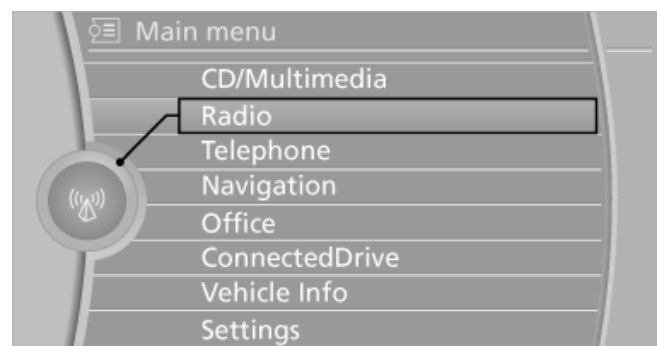 Main menu
CD/Multimedia
Radio
Telephone
Navigation
Office
ConnectedDrive
Vehicle Info
Settings